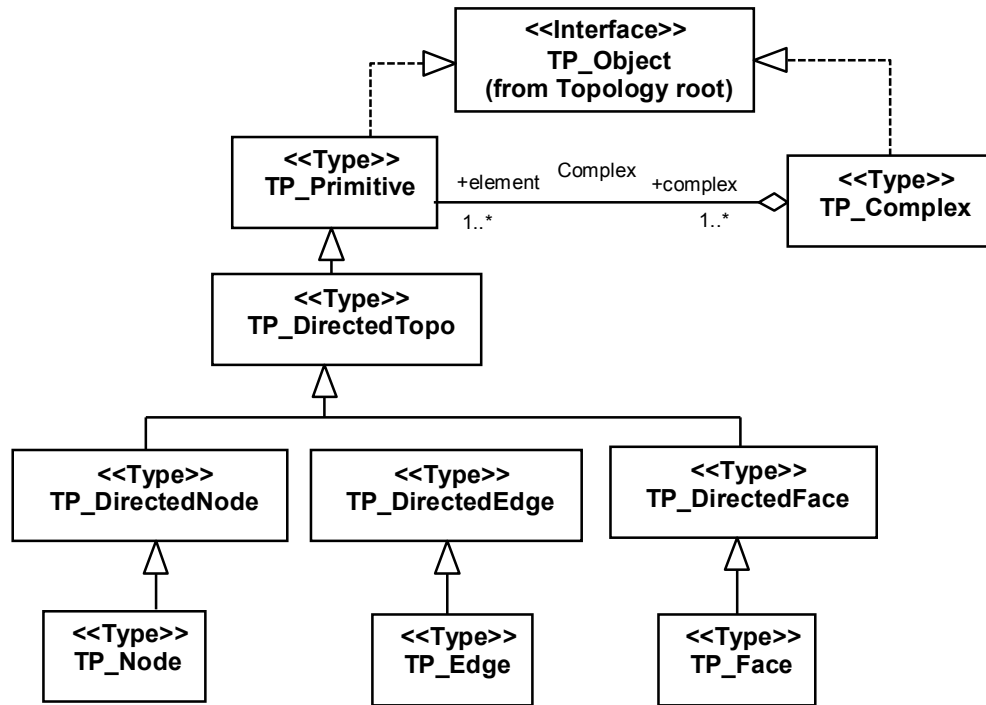 <<Interface>>
TP_Object
(from Topology root)
<<Type>>
TP_Primitive
+element
Complex
+complex
1..*
1..*
<<Type>>
TP_Complex
<<Type>>
TP_DirectedTopo
<<Type>>
TP_DirectedNode
<<Type>>
TP_DirectedEdge
<<Type>>
TP_DirectedFace
<<Type>>
TP_Node
<<Type>>
TP_Edge
<<Type>>
TP_Face